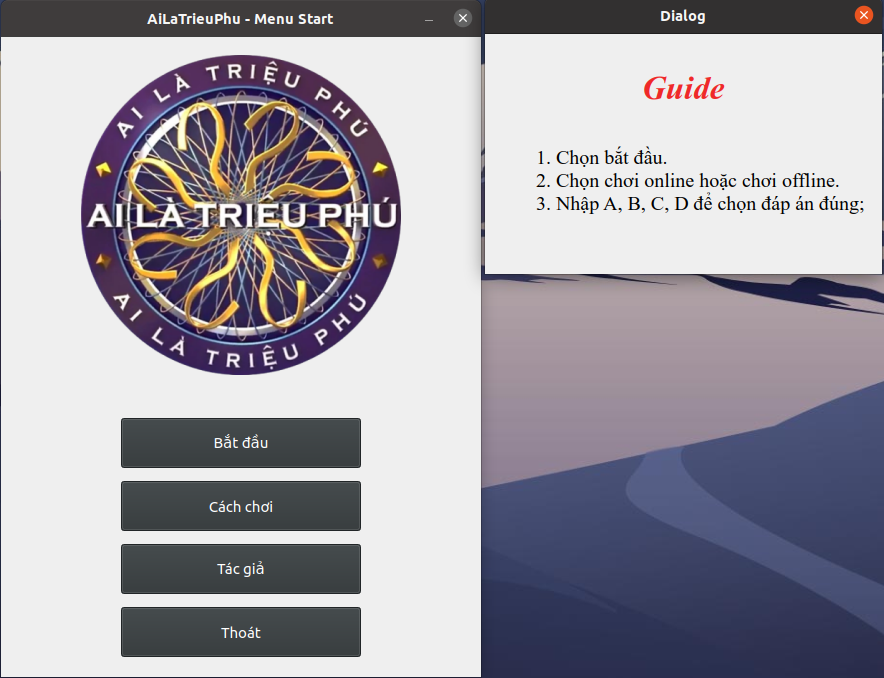 AiLaTrieuPhu - Menu Start
AI LÀ TRIỆU PHÚ
AI LÀ TRIỆU PHÚ
AI LÀ TRIỆU PHÚ
Bắt đầu
Cách chơi
Tác giả
Thoát
Dialog
Guide
1. Chọn bắt đầu.
2. Chọn chơi online hoặc chơi offline.
3. Nhập A, B, C, D để chọn đáp án đúng;